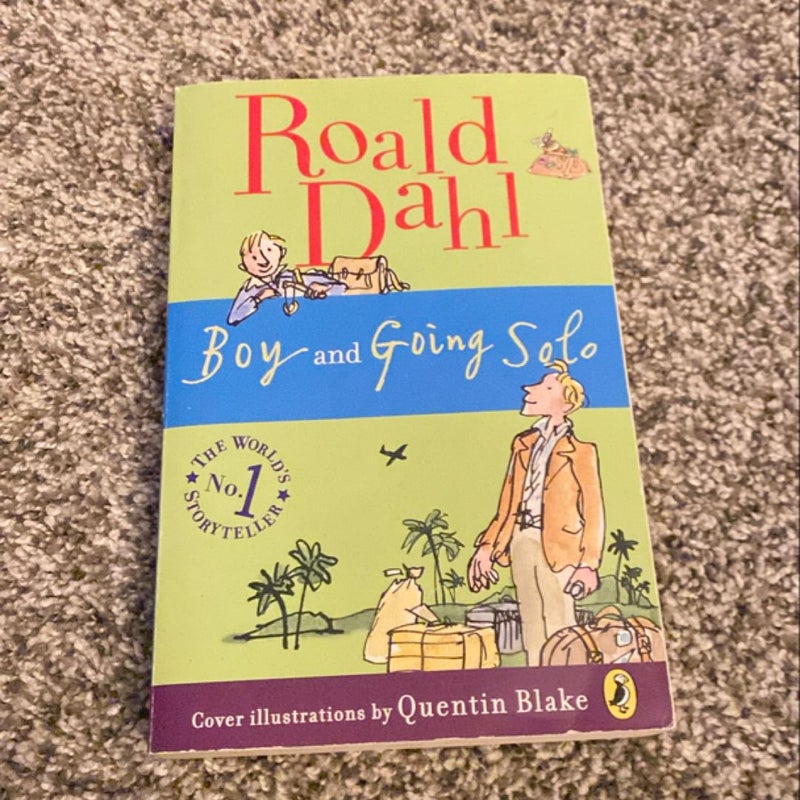 Roald
Dahl
Boy and Going Solo
THE WORLD'S
No.1
STORYTELLER
Cover illustrations by Quentin Blake